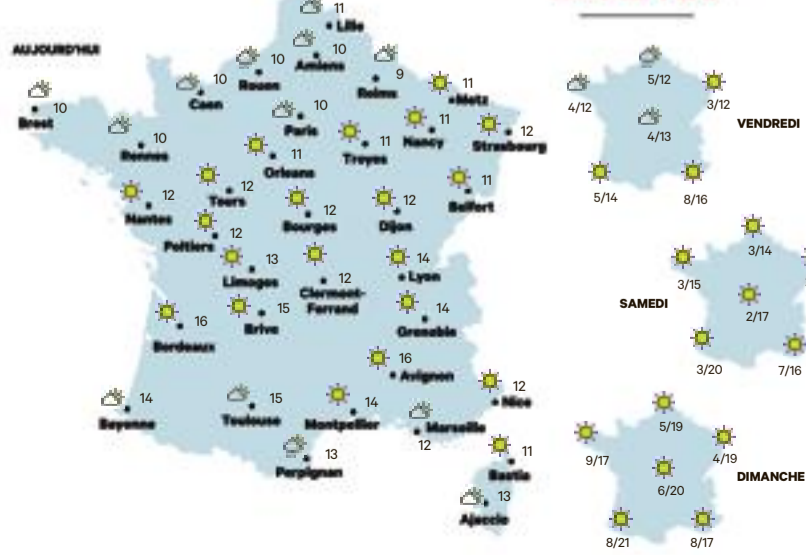 AUJOURD'HUI
11
Lille
10
Amiens
10
Rouen
9
Reims
10
Caen
11
Metz
10
Brest
10
Paris
10
Rennes
11
Nancy
12
Strasbourg
11
Troyes
11
Orleans
12
Tours
11
Belfort
12
Nantes
12
Bourges
12
Dijon
12
Poitiers
13
Limoges
12
Clermont-
Ferrand
14
Lyon
15
Brive
14
Grenoble
16
Bordeaux
16
Avignon
12
Nice
14
Bayonne
15
Toulouse
14
Montpellier
Marseille
12
13
Perpignan
11
Bastia
13
Ajaccio
5/12
4/12
3/12
4/13
VENDREDI
5/14
8/16
3/14
3/15
SAMEDI
2/17
3/20
7/16
5/19
9/17
4/19
6/20
DIMANCHE
8/21
8/17